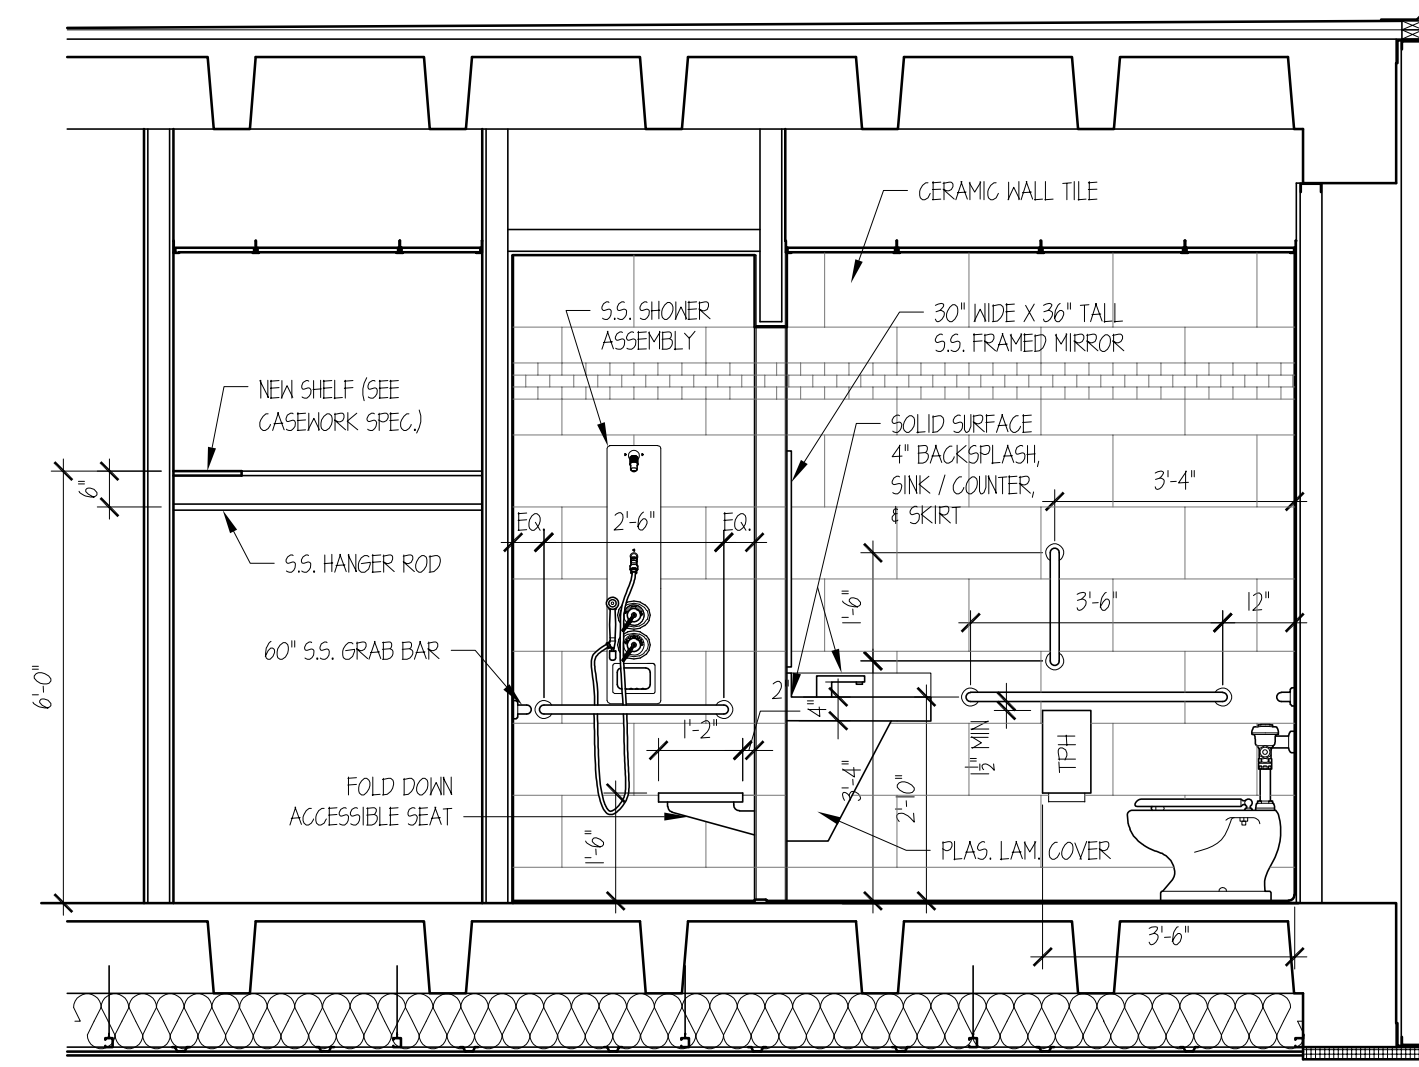 CERAMIC WALL TILE
S.S. SHOWER
ASSEMBLY
30" WIDE X 36" TALL
S.S. FRAMED MIRROR
NEW SHELF (SEE
CASEWORK SPEC.)
SOLID SURFACE
4" BACKSPLASH,
SINK / COUNTER,
& SKIRT
3'-4"
6"
EQ.
2'-6"
EQ.
S.S. HANGER ROD
1'-6"
3'-6"
12"
60" S.S. GRAB BAR
6'-0"
2"
4"
1'-2"
1 1/2" MIN
TPH
FOLD DOWN
ACCESSIBLE SEAT
3'-4"
2'-10"
1'-6"
PLAS. LAM. COVER
3'-6"